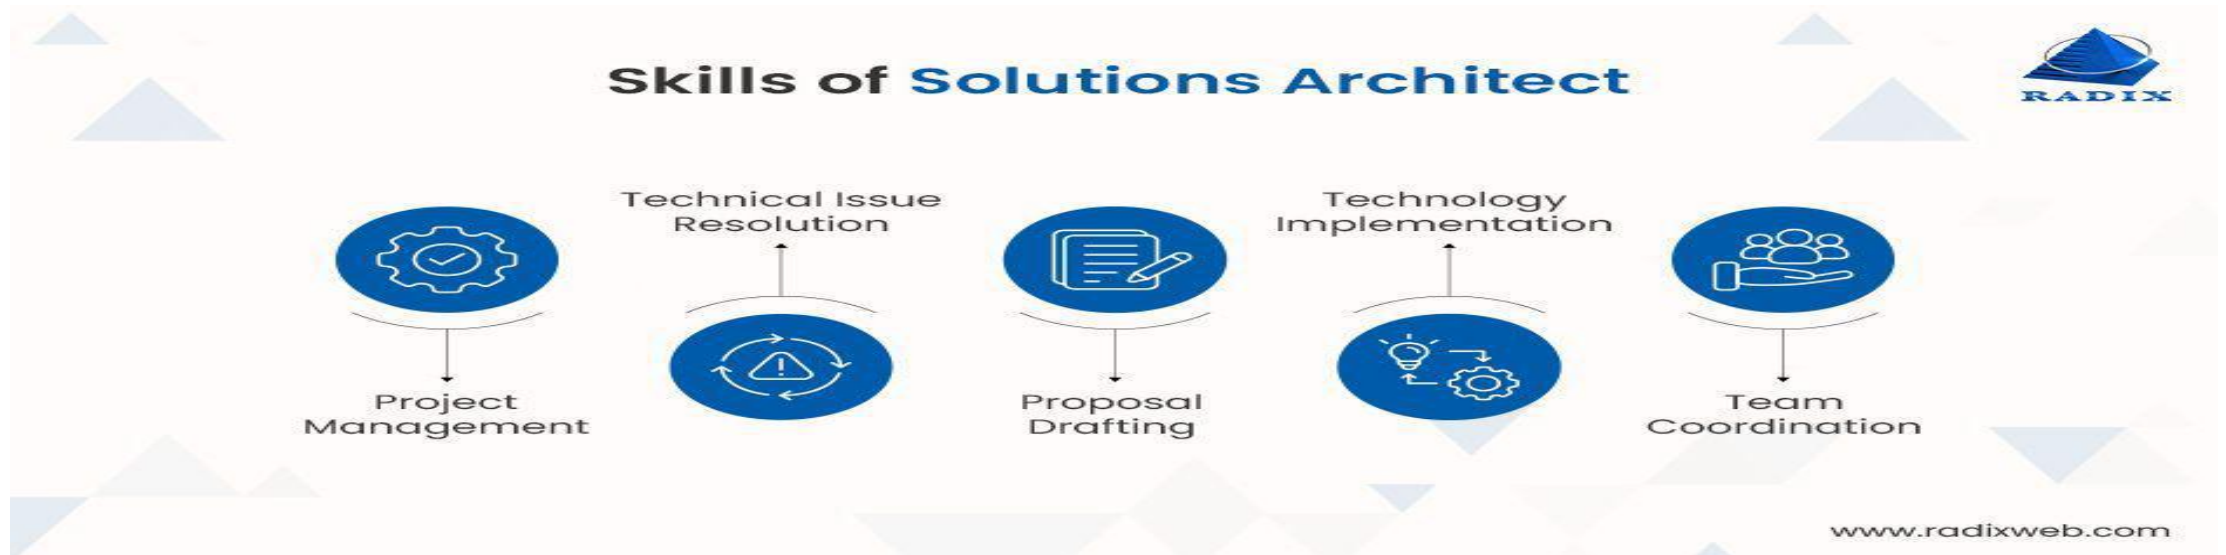 Skills of Solutions Architect
RADIX
Technical Issue
Resolution
Technology
Implementation
Project
Management
Proposal
Drafting
Team
Coordination
www.radixweb.com